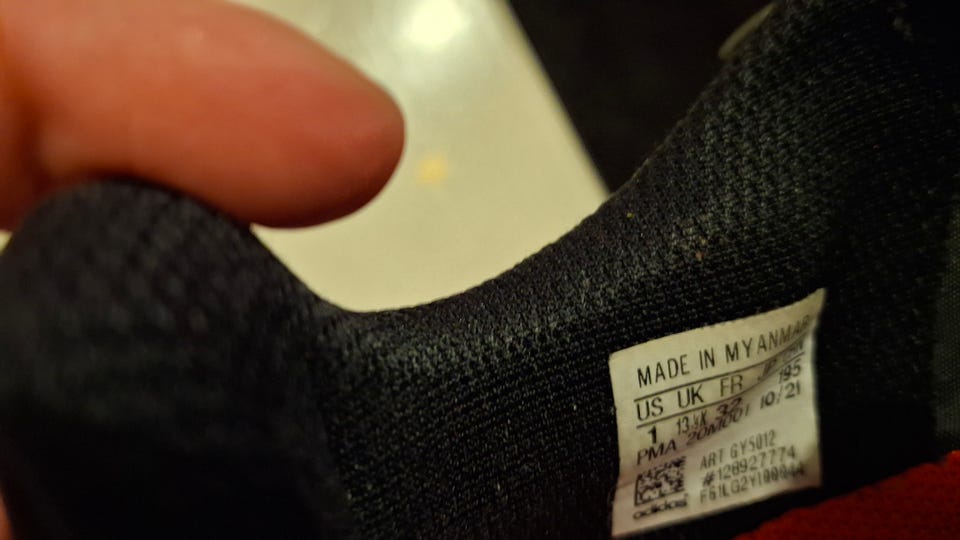 MADE IN MYANMAR
US UK FR JP
1 13½K 32 195
PMA 20M001 10/21
ART GY5012
#128927774
adidas